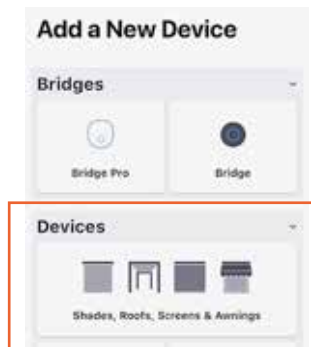 Add a New Device
Bridges
Bridge Pro
Bridge
Devices
Shades, Roofs, Screens & Awnings